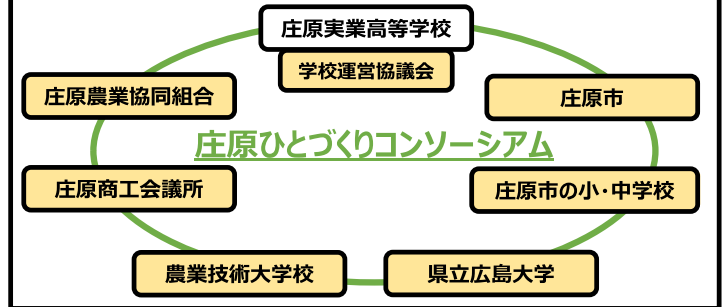 庄原実業高等学校
学校運営協議会
庄原農業協同組合
庄原市
庄原ひとづくりコンソーシアム
庄原商工会議所
庄原市の小・中学校
農業技術大学校
県立広島大学